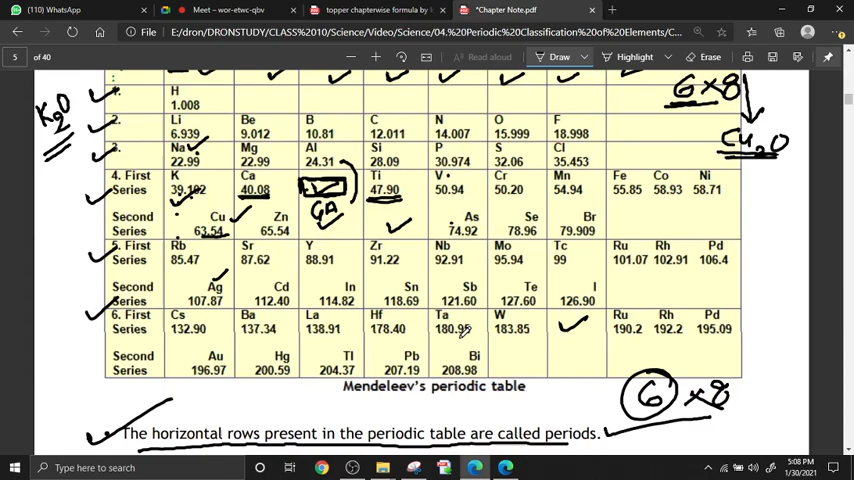 (110) WhatsApp
Meet – wor-etwc-qbv
topper chapterwise formula by k
*Chapter Note.pdf
File | E:/dron/DRONSTUDY/CLASS%2010/Science/Video/Science/04.%20Periodic%20Classification%20of%20Elements/C
5 of 40
Read aloud
Draw
Highlight
Erase
K2O
6 × 8
Cu2O
1. H
1.008
2. Li Be B C N O F
6.939 9.012 10.81 12.011 14.007 15.999 18.998
3. Na Mg Al Si P S Cl
22.99 22.99 24.31 28.09 30.974 32.06 35.453
4. First K Ca Ti V Cr Mn Fe Co Ni
Series 39.102 40.08 47.90 50.94 50.20 54.94 55.85 58.93 58.71
Ga
Second Cu Zn As Se Br
Series 63.54 65.54 74.92 78.96 79.909
5. First Rb Sr Y Zr Nb Mo Tc Ru Rh Pd
Series 85.47 87.62 88.91 91.22 92.91 95.94 99 101.07 102.91 106.4
Second Ag Cd In Sn Sb Te I
Series 107.87 112.40 114.82 118.69 121.60 127.60 126.90
6. First Cs Ba La Hf Ta W Ru Rh Pd
Series 132.90 137.34 138.91 178.40 180.95 183.85 190.2 192.2 195.09
Second Au Hg Tl Pb Bi
Series 196.97 200.59 204.37 207.19 208.98
Mendeleev's periodic table
6 × 8
The horizontal rows present in the periodic table are called periods.
Type here to search
5:08 PM
1/30/2021